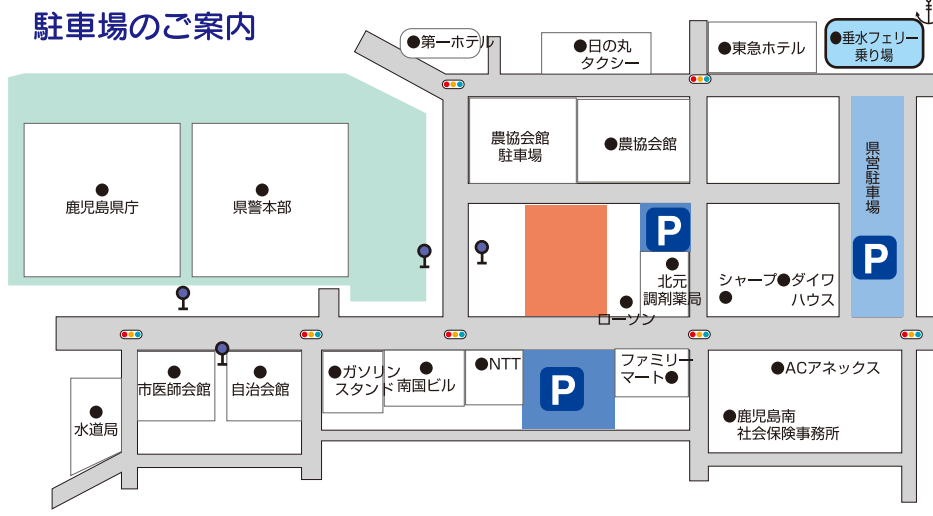 駐車場のご案内
第一ホテル
日の丸
タクシー
東急ホテル
垂水フェリー
乗り場
農協会館
駐車場
農協会館
県営駐車場
鹿児島県庁
県警本部
P
P
北元
調剤薬局
シャープ
ダイワ
ハウス
ローソン
ガソリン
スタンド
南国ビル
NTT
P
ファミリー
マート
ACアネックス
市医師会館
自治会館
水道局
鹿児島南
社会保険事務所